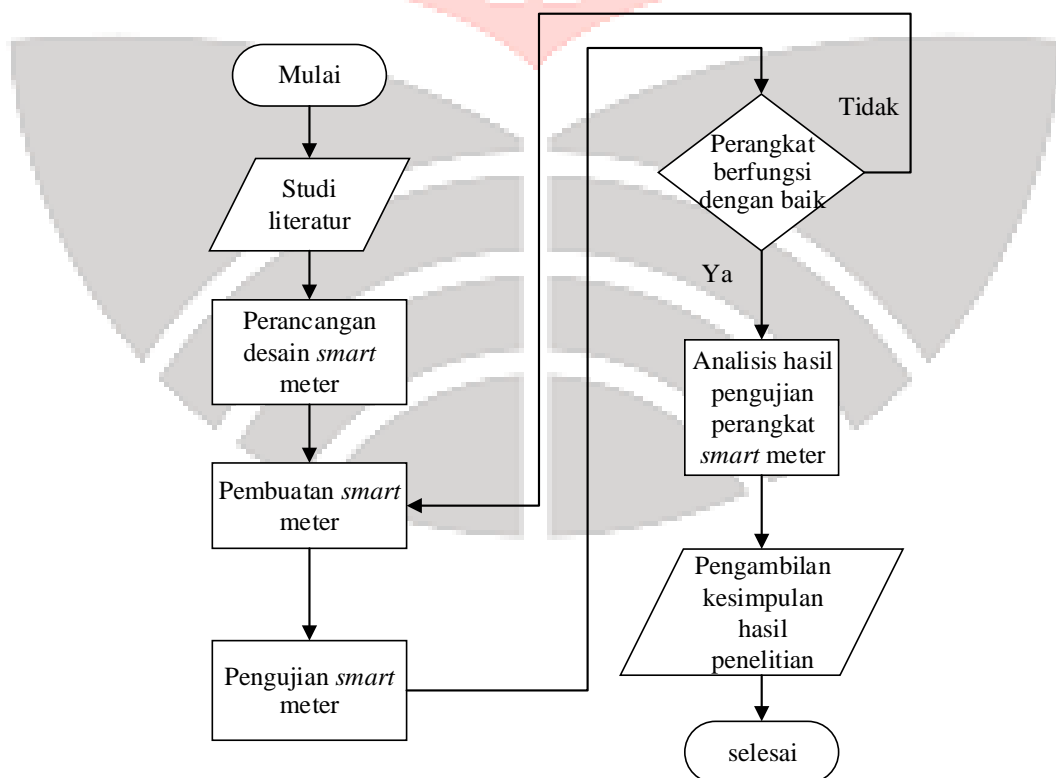 Mulai
Studi
literatur
Perancangan
desain smart
meter
Pembuatan smart
meter
Pengujian smart
meter
Perangkat
berfungsi
dengan baik
Tidak
Ya
Analisis hasil
pengujian
perangkat
smart meter
Pengambilan
kesimpulan
hasil
penelitian
selesai